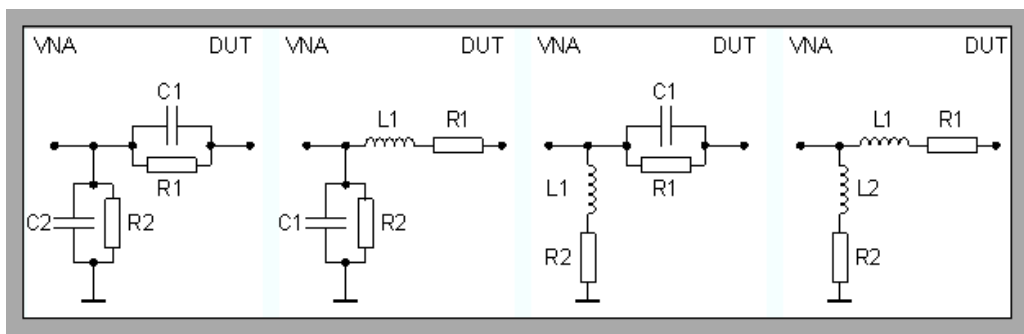 VNA DUT
C1
R1
C2 R2
VNA DUT
L1 R1
C1 R2
VNA DUT
C1
L1 R1
R2
VNA DUT
L1 R1
L2
R2